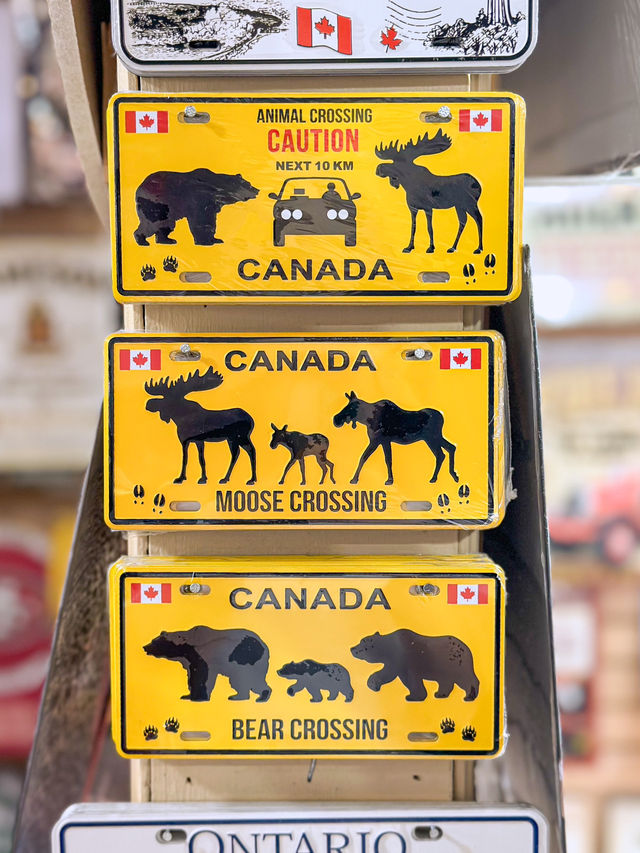 ANIMAL CROSSING
CAUTION
NEXT 10 KM
CANADA
CANADA
MOOSE CROSSING
CANADA
BEAR CROSSING
ONTARIO